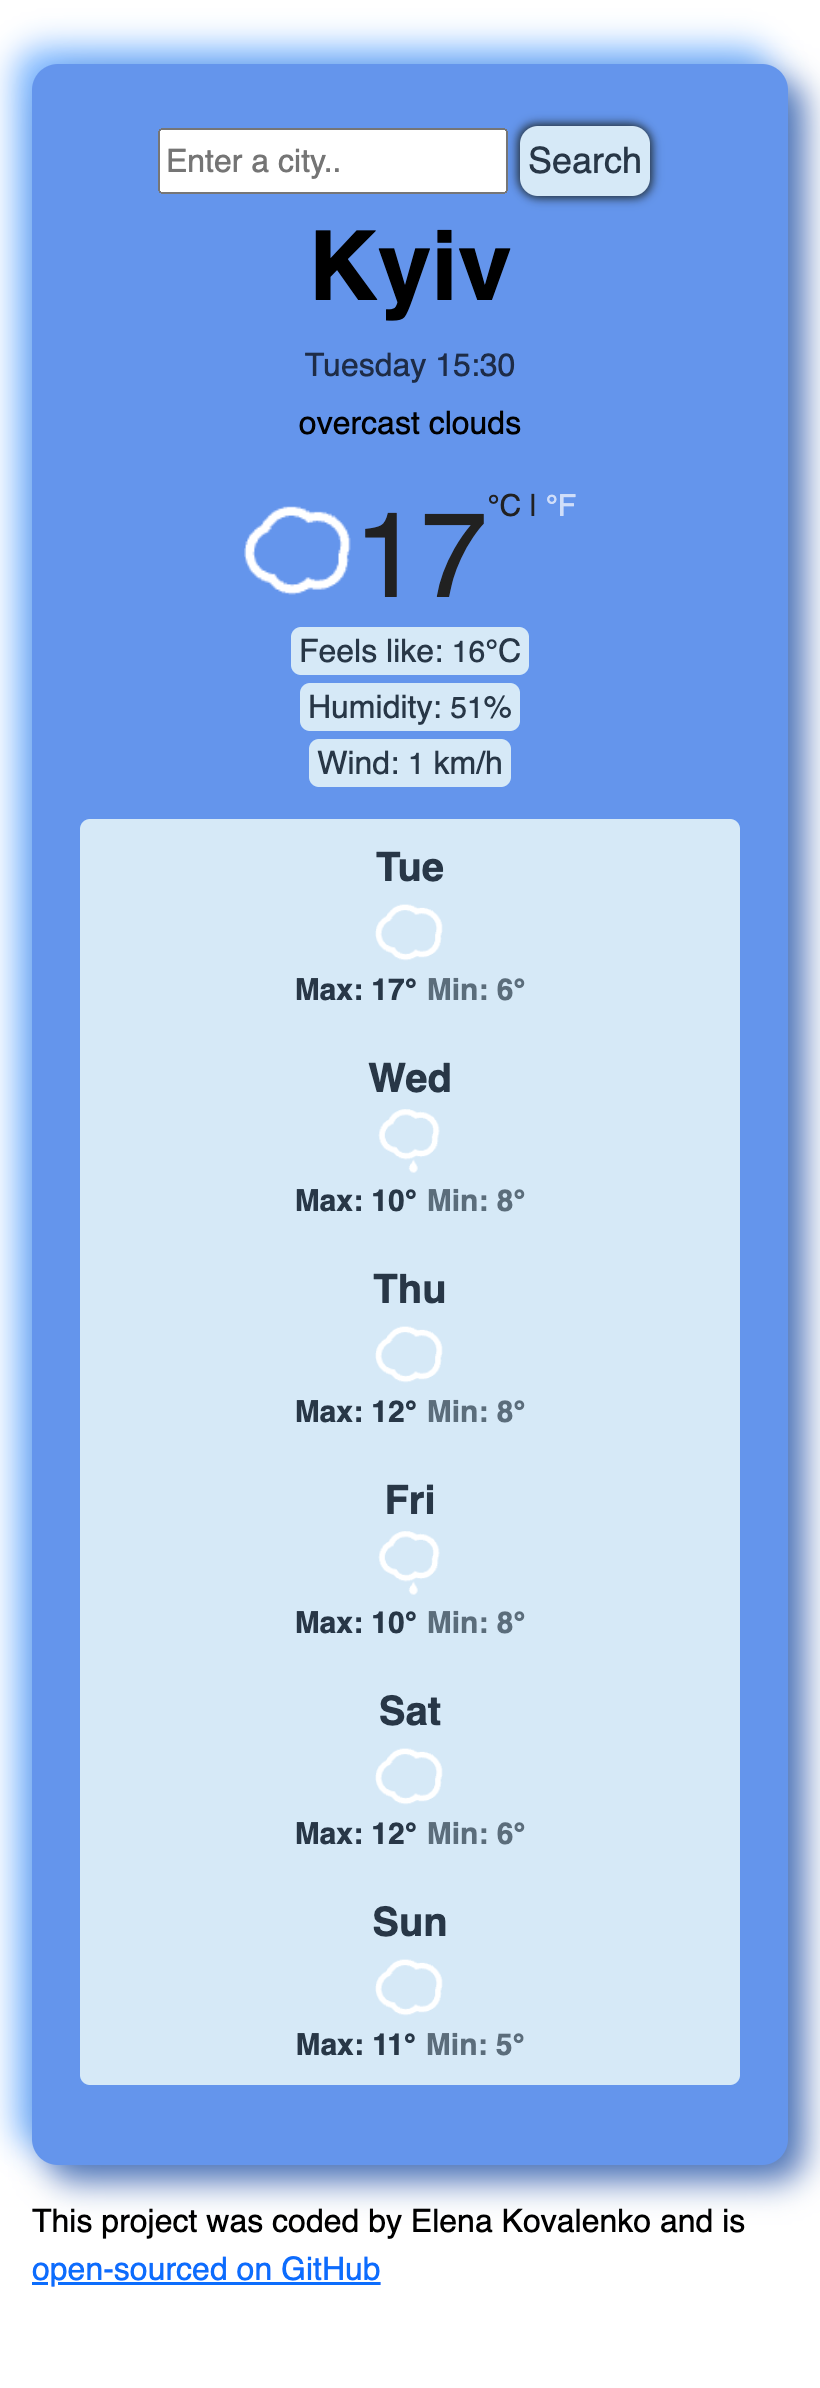 Enter a city..
Search
Kyiv
Tuesday 15:30
overcast clouds
17°C | °F
Feels like: 16°C
Humidity: 51%
Wind: 1 km/h
Tue
Max: 17° Min: 6°
Wed
Max: 10° Min: 8°
Thu
Max: 12° Min: 8°
Fri
Max: 10° Min: 8°
Sat
Max: 12° Min: 6°
Sun
Max: 11° Min: 5°
This project was coded by Elena Kovalenko and is
open-sourced on GitHub